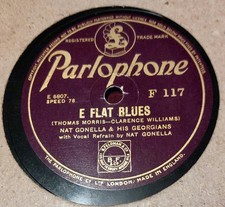 REGISTERED
TRADE MARK
Parlophone
E 6807.
SPEED 78
F 117
E FLAT BLUES
(THOMAS MORRIS—CLARENCE WILLIAMS)
NAT GONELLA & HIS GEORGIANS
with Vocal Refrain by NAT GONELLA
THE PARLOPHONE CO LTD LONDON. MADE IN ENGLAND.